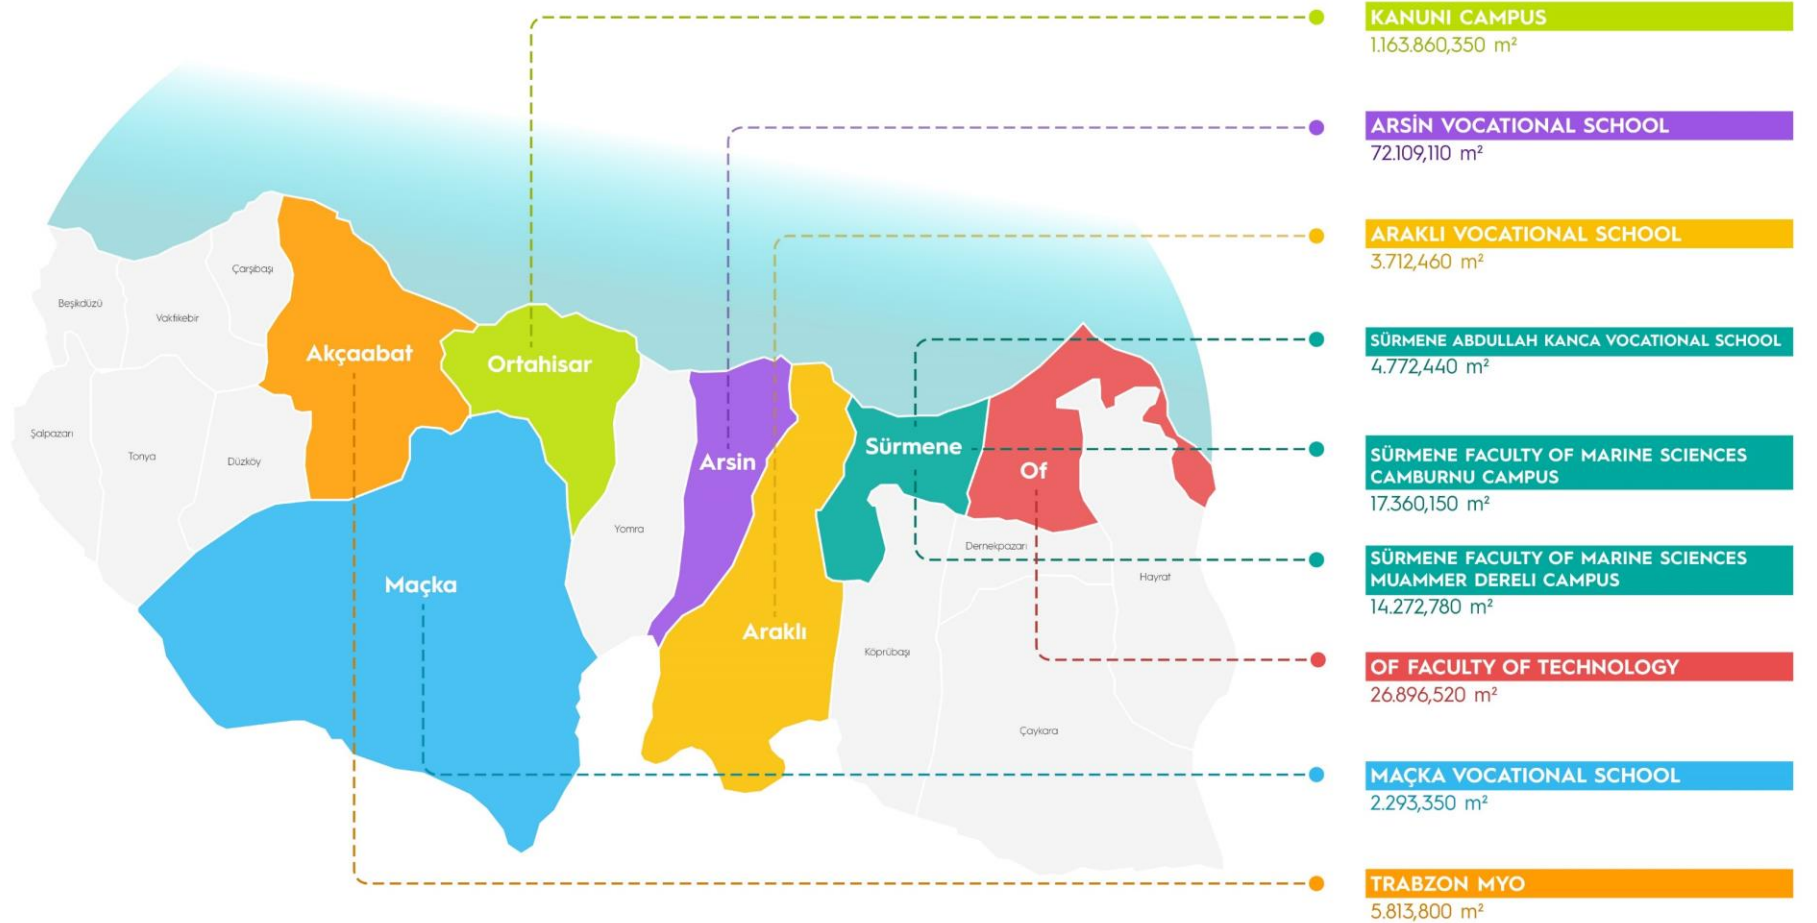 KANUNI CAMPUS
1.163.860,350 m²
ARSİN VOCATIONAL SCHOOL
72.109,110 m²
ARAKLI VOCATIONAL SCHOOL
3.712,460 m²
SÜRMENE ABDULLAH KANCA VOCATIONAL SCHOOL
4.772,440 m²
SÜRMENE FACULTY OF MARINE SCIENCES
CAMBURNU CAMPUS
17.360,150 m²
SÜRMENE FACULTY OF MARINE SCIENCES
MUAMMER DERELI CAMPUS
14.272,780 m²
OF FACULTY OF TECHNOLOGY
26.896,520 m²
MAÇKA VOCATIONAL SCHOOL
2.293,350 m²
TRABZON MYO
5.813,800 m²
Çarşıbaşı
Beşikdüzü
Vakfıkebir
Akçaabat
Ortahisar
Şalpazarı
Tonya
Düzköy
Arsin
Sürmene
Of
Yomra
Dernekpazarı
Hayrat
Maçka
Araklı
Köprübaşı
Çaykara